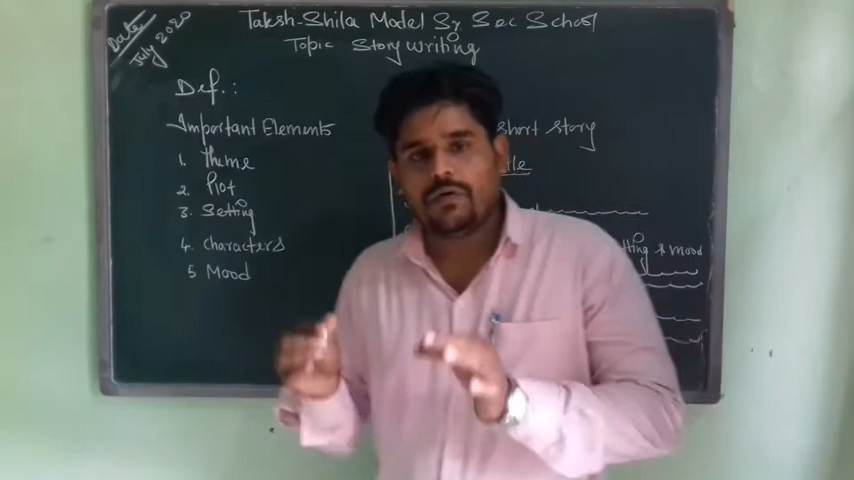 Date
July 2020
Taksh-Shila Model Sr Sec School
Topic Story Writing
Def.:
Important Elements
1. Theme
2. Plot
3. Setting
4. Characters
5 Mood
short story
& Mood